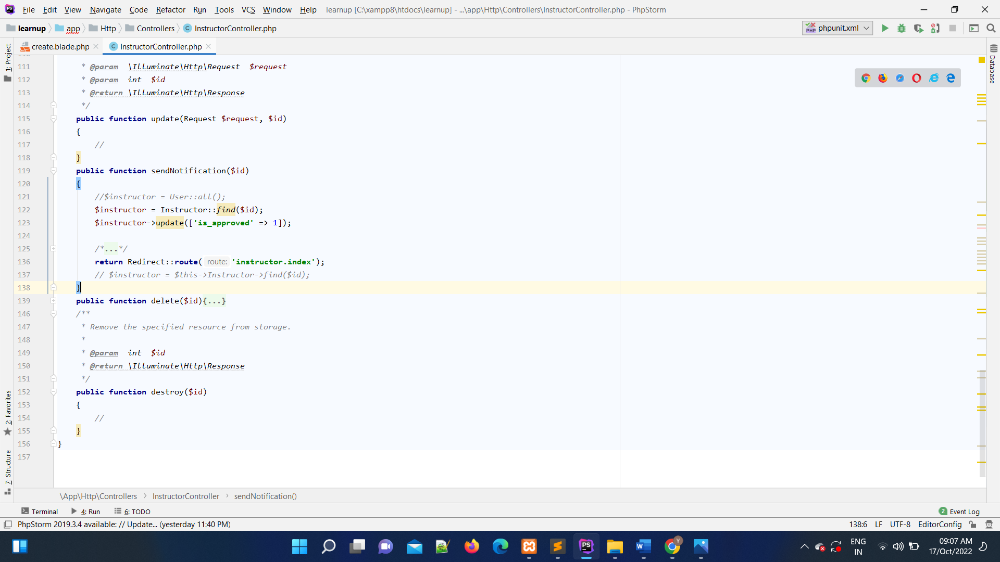 File Edit View Navigate Code Refactor Run Tools VCS Window Help learnup [C:\xampp8\htdocs\learnup] - ...\app\Http\Controllers\InstructorController.php - PhpStorm
learnup app Http Controllers InstructorController.php phpunit.xml
create.blade.php InstructorController.php
1: Project
Database
2: Favorites
7: Structure
111 * @param \Illuminate\Http\Request $request
112 * @param int $id
113 * @return \Illuminate\Http\Response
114 */
115 public function update(Request $request, $id)
116 {
117 //
118 }
119 public function sendNotification($id)
120 {
121 //$instructor = User::all();
122 $instructor = Instructor::find($id);
123 $instructor->update(['is_approved' => 1]);
124
125 /*...*/
136 return Redirect::route( route: 'instructor.index');
137 // $instructor = $this->Instructor->find($id);
138 }
139 public function delete($id){...}
146 /**
147 * Remove the specified resource from storage.
148 *
149 * @param int $id
150 * @return \Illuminate\Http\Response
151 */
152 public function destroy($id)
153 {
154 //
155 }
156 }
157
\App\Http\Controllers › InstructorController › sendNotification()
Terminal 4: Run 6: TODO 2 Event Log
PhpStorm 2019.3.4 available: // Update... (yesterday 11:40 PM) 138:6 LF UTF-8 EditorConfig
ENG 09:07 AM
IN 17/Oct/2022